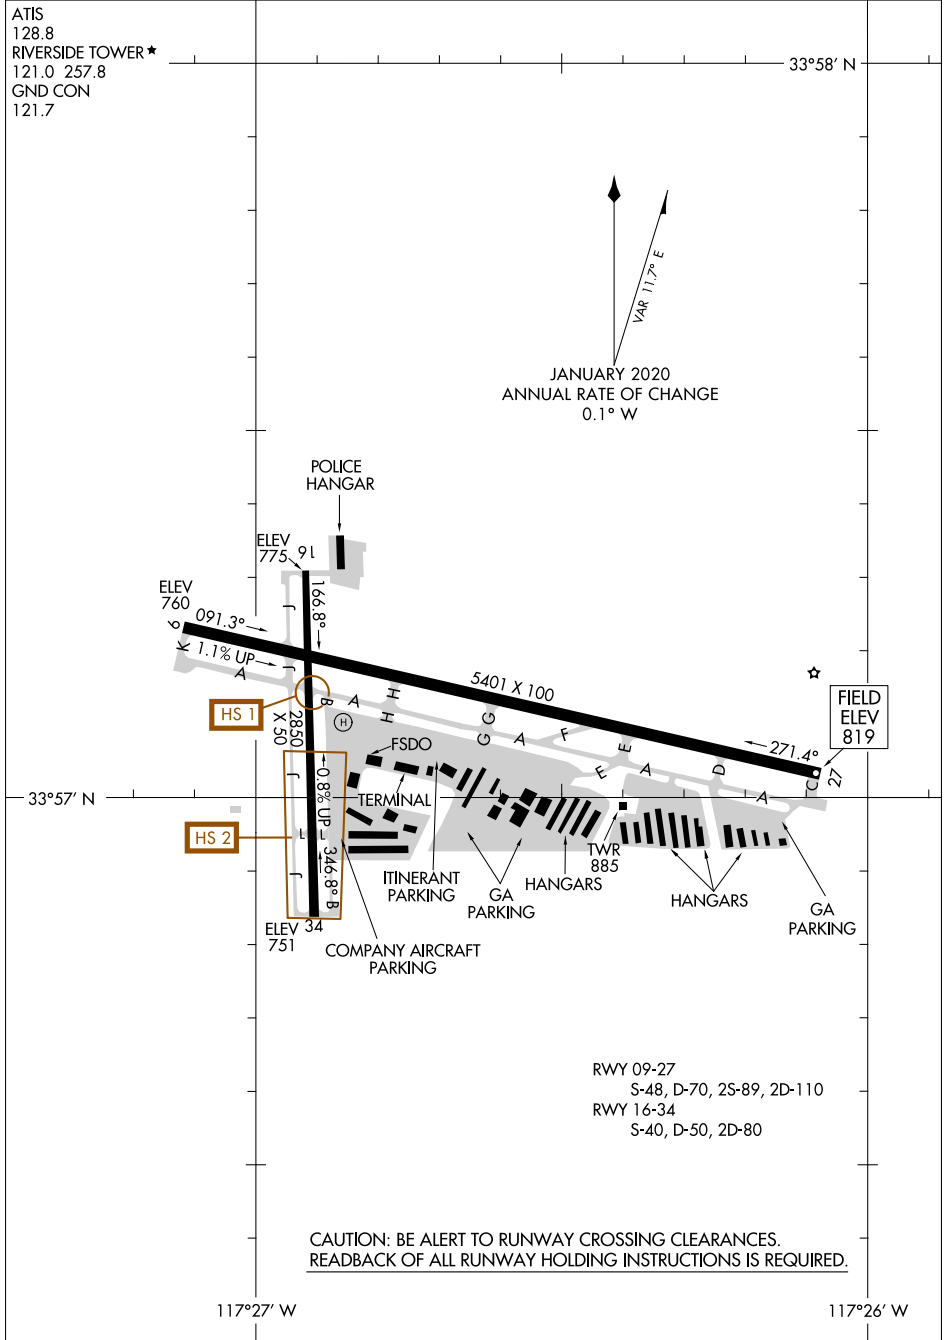 ATIS
128.8
RIVERSIDE TOWER★
121.0 257.8
GND CON
121.7
33°58' N
VAR 11.7° E
JANUARY 2020
ANNUAL RATE OF CHANGE
0.1° W
POLICE
HANGAR
ELEV
775
16
ELEV
760
9
091.3°
166.8°
J
K
1.1% UP
A
J
5401 X 100
FIELD
ELEV
819
HS 1
B
A
H
H
2850
X 50
H
G
G
A
F
E
E
A
D
A
C
271.4°
27
FSDO
J
0.8% UP
TERMINAL
33°57' N
HS 2
L
L
346.8°
J
B
ITINERANT
PARKING
GA
PARKING
HANGARS
TWR
885
HANGARS
GA
PARKING
ELEV
751
34
COMPANY AIRCRAFT
PARKING
RWY 09-27
S-48, D-70, 2S-89, 2D-110
RWY 16-34
S-40, D-50, 2D-80
CAUTION: BE ALERT TO RUNWAY CROSSING CLEARANCES.
READBACK OF ALL RUNWAY HOLDING INSTRUCTIONS IS REQUIRED.
117°27' W
117°26' W